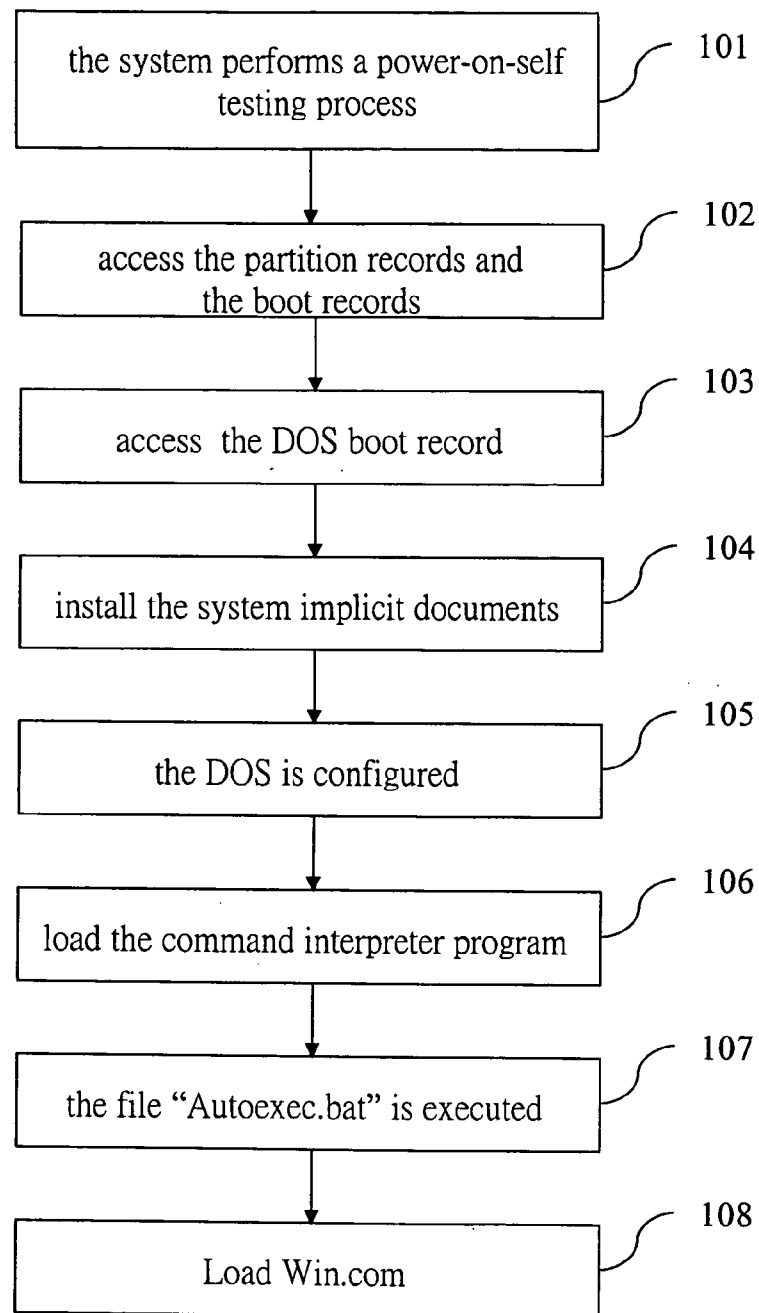 the system performs a power-on-self
testing process
101
access the partition records and
the boot records
102
access the DOS boot record
103
install the system implicit documents
104
the DOS is configured
105
load the command interpreter program
106
the file “Autoexec.bat” is executed
107
Load Win.com
108